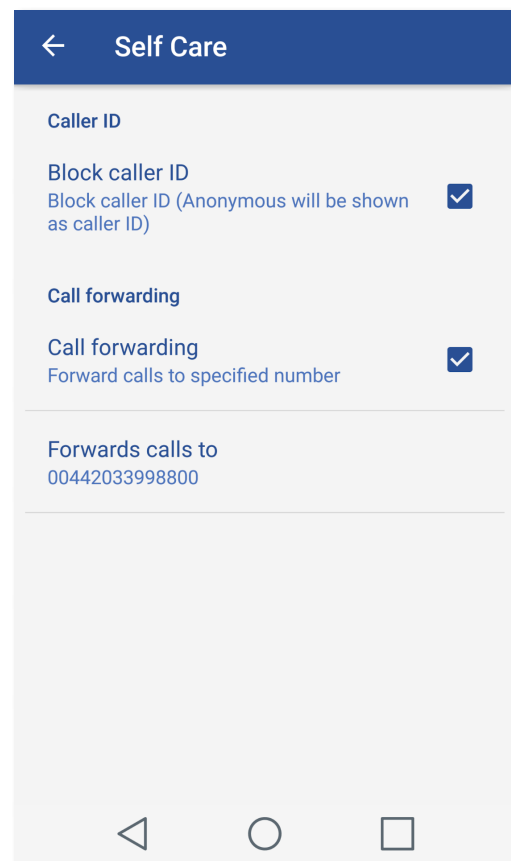 Self Care
Caller ID
Block caller ID
Block caller ID (Anonymous will be shown
as caller ID)
Call forwarding
Call forwarding
Forward calls to specified number
Forwards calls to
00442033998800